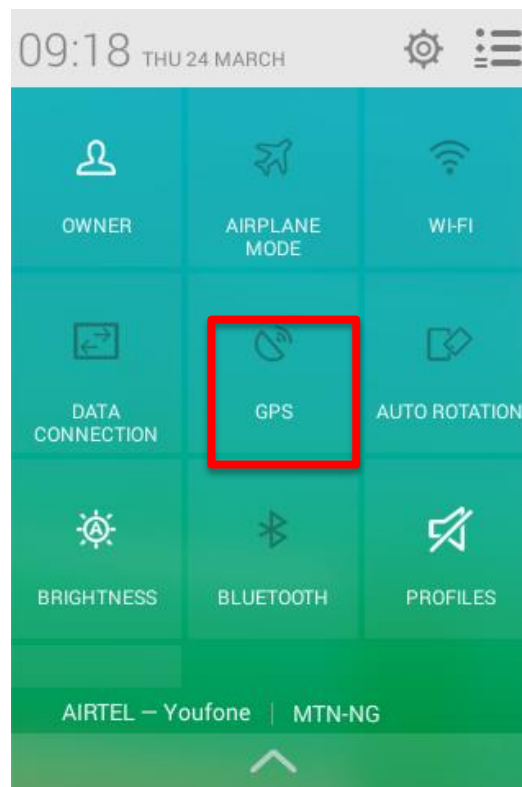 09:18 THU 24 MARCH
OWNER
AIRPLANE
MODE
WI-FI
DATA
CONNECTION
GPS
AUTO ROTATION
A
BRIGHTNESS
BLUETOOTH
PROFILES
AIRTEL — Youfone | MTN-NG